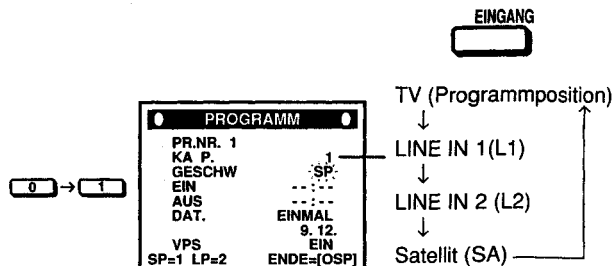 EINGANG
TV (Programmposition)
↓
LINE IN 1(L1)
↓
LINE IN 2 (L2)
↓
Satellit (SA)
0 → 1
PROGRAMM
PR.NR. 1
KA P. 1
GESCHW SP
EIN --:--
AUS --:--
DAT. EINMAL
9. 12.
VPS EIN
SP=1 LP=2 ENDE=[OSP]